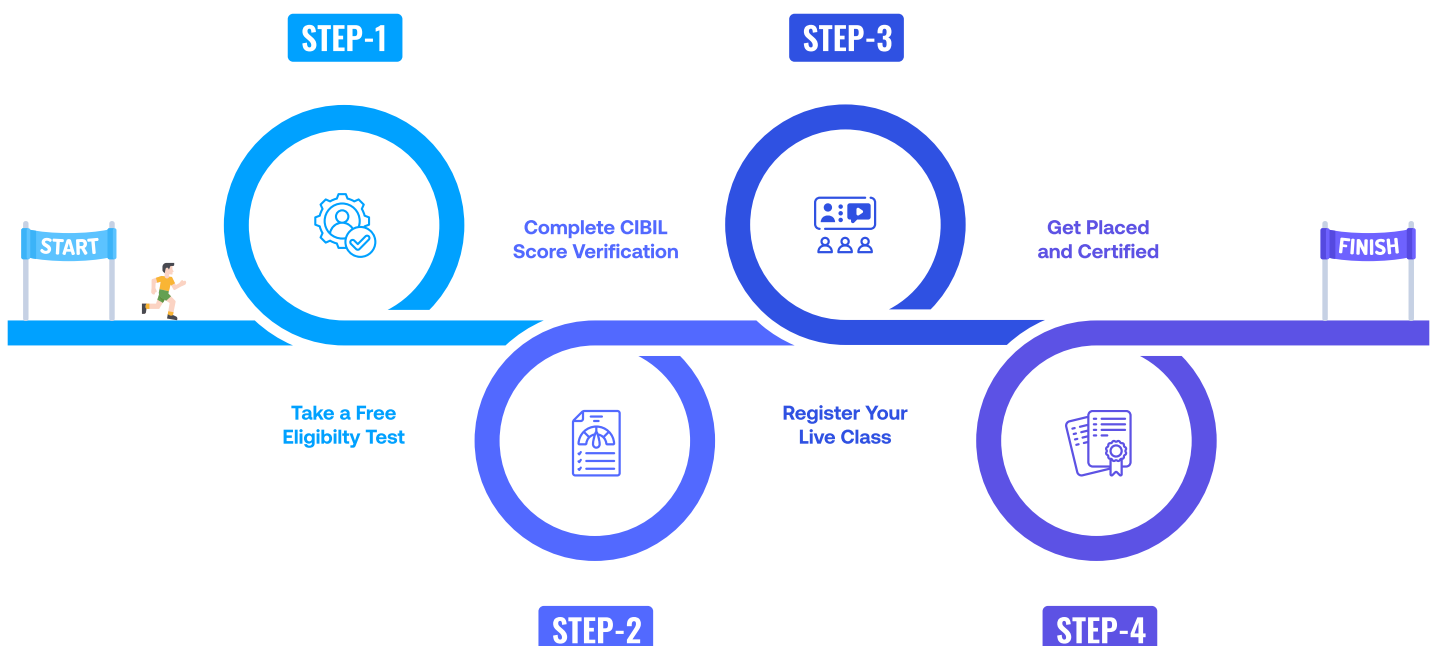 STEP-1
STEP-3
START
Complete CIBIL
Score Verification
Get Placed
and Certified
FINISH
Take a Free
Eligibilty Test
Register Your
Live Class
STEP-2
STEP-4